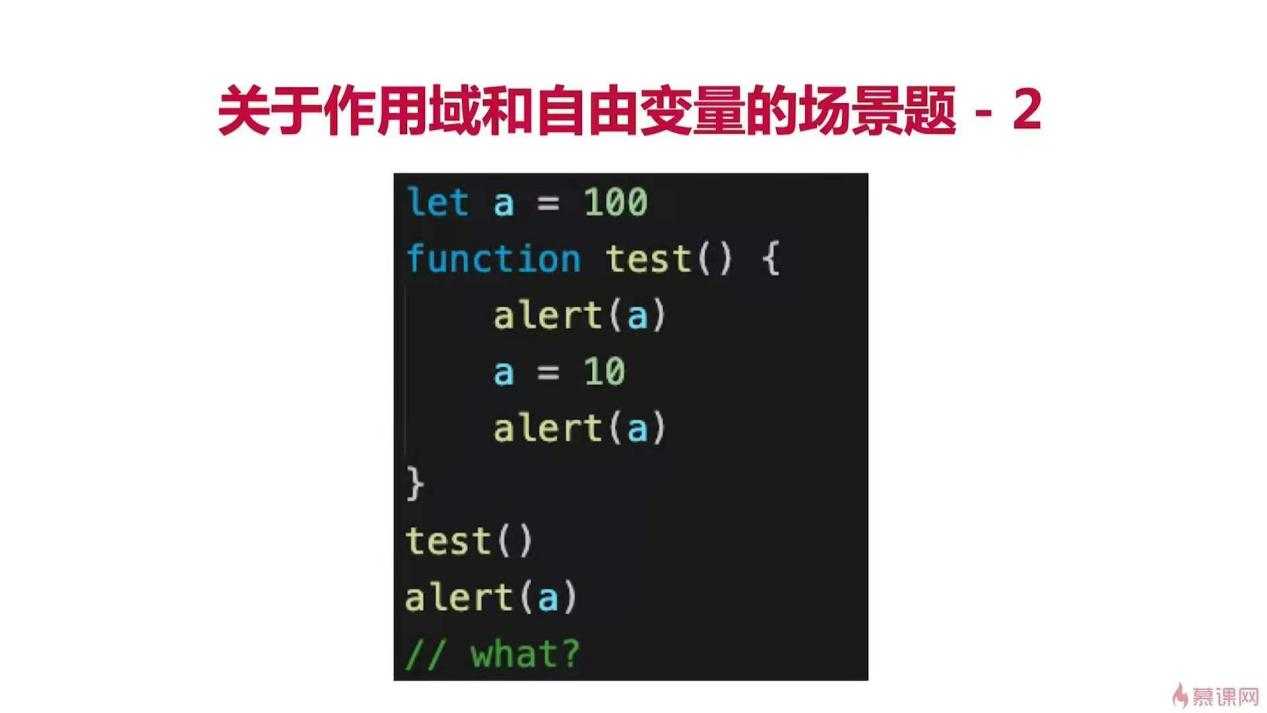 关于作用域和自由变量的场景题 - 2
let a = 100
function test() {
    alert(a)
    a = 10
    alert(a)
}
test()
alert(a)
// what?
慕课网